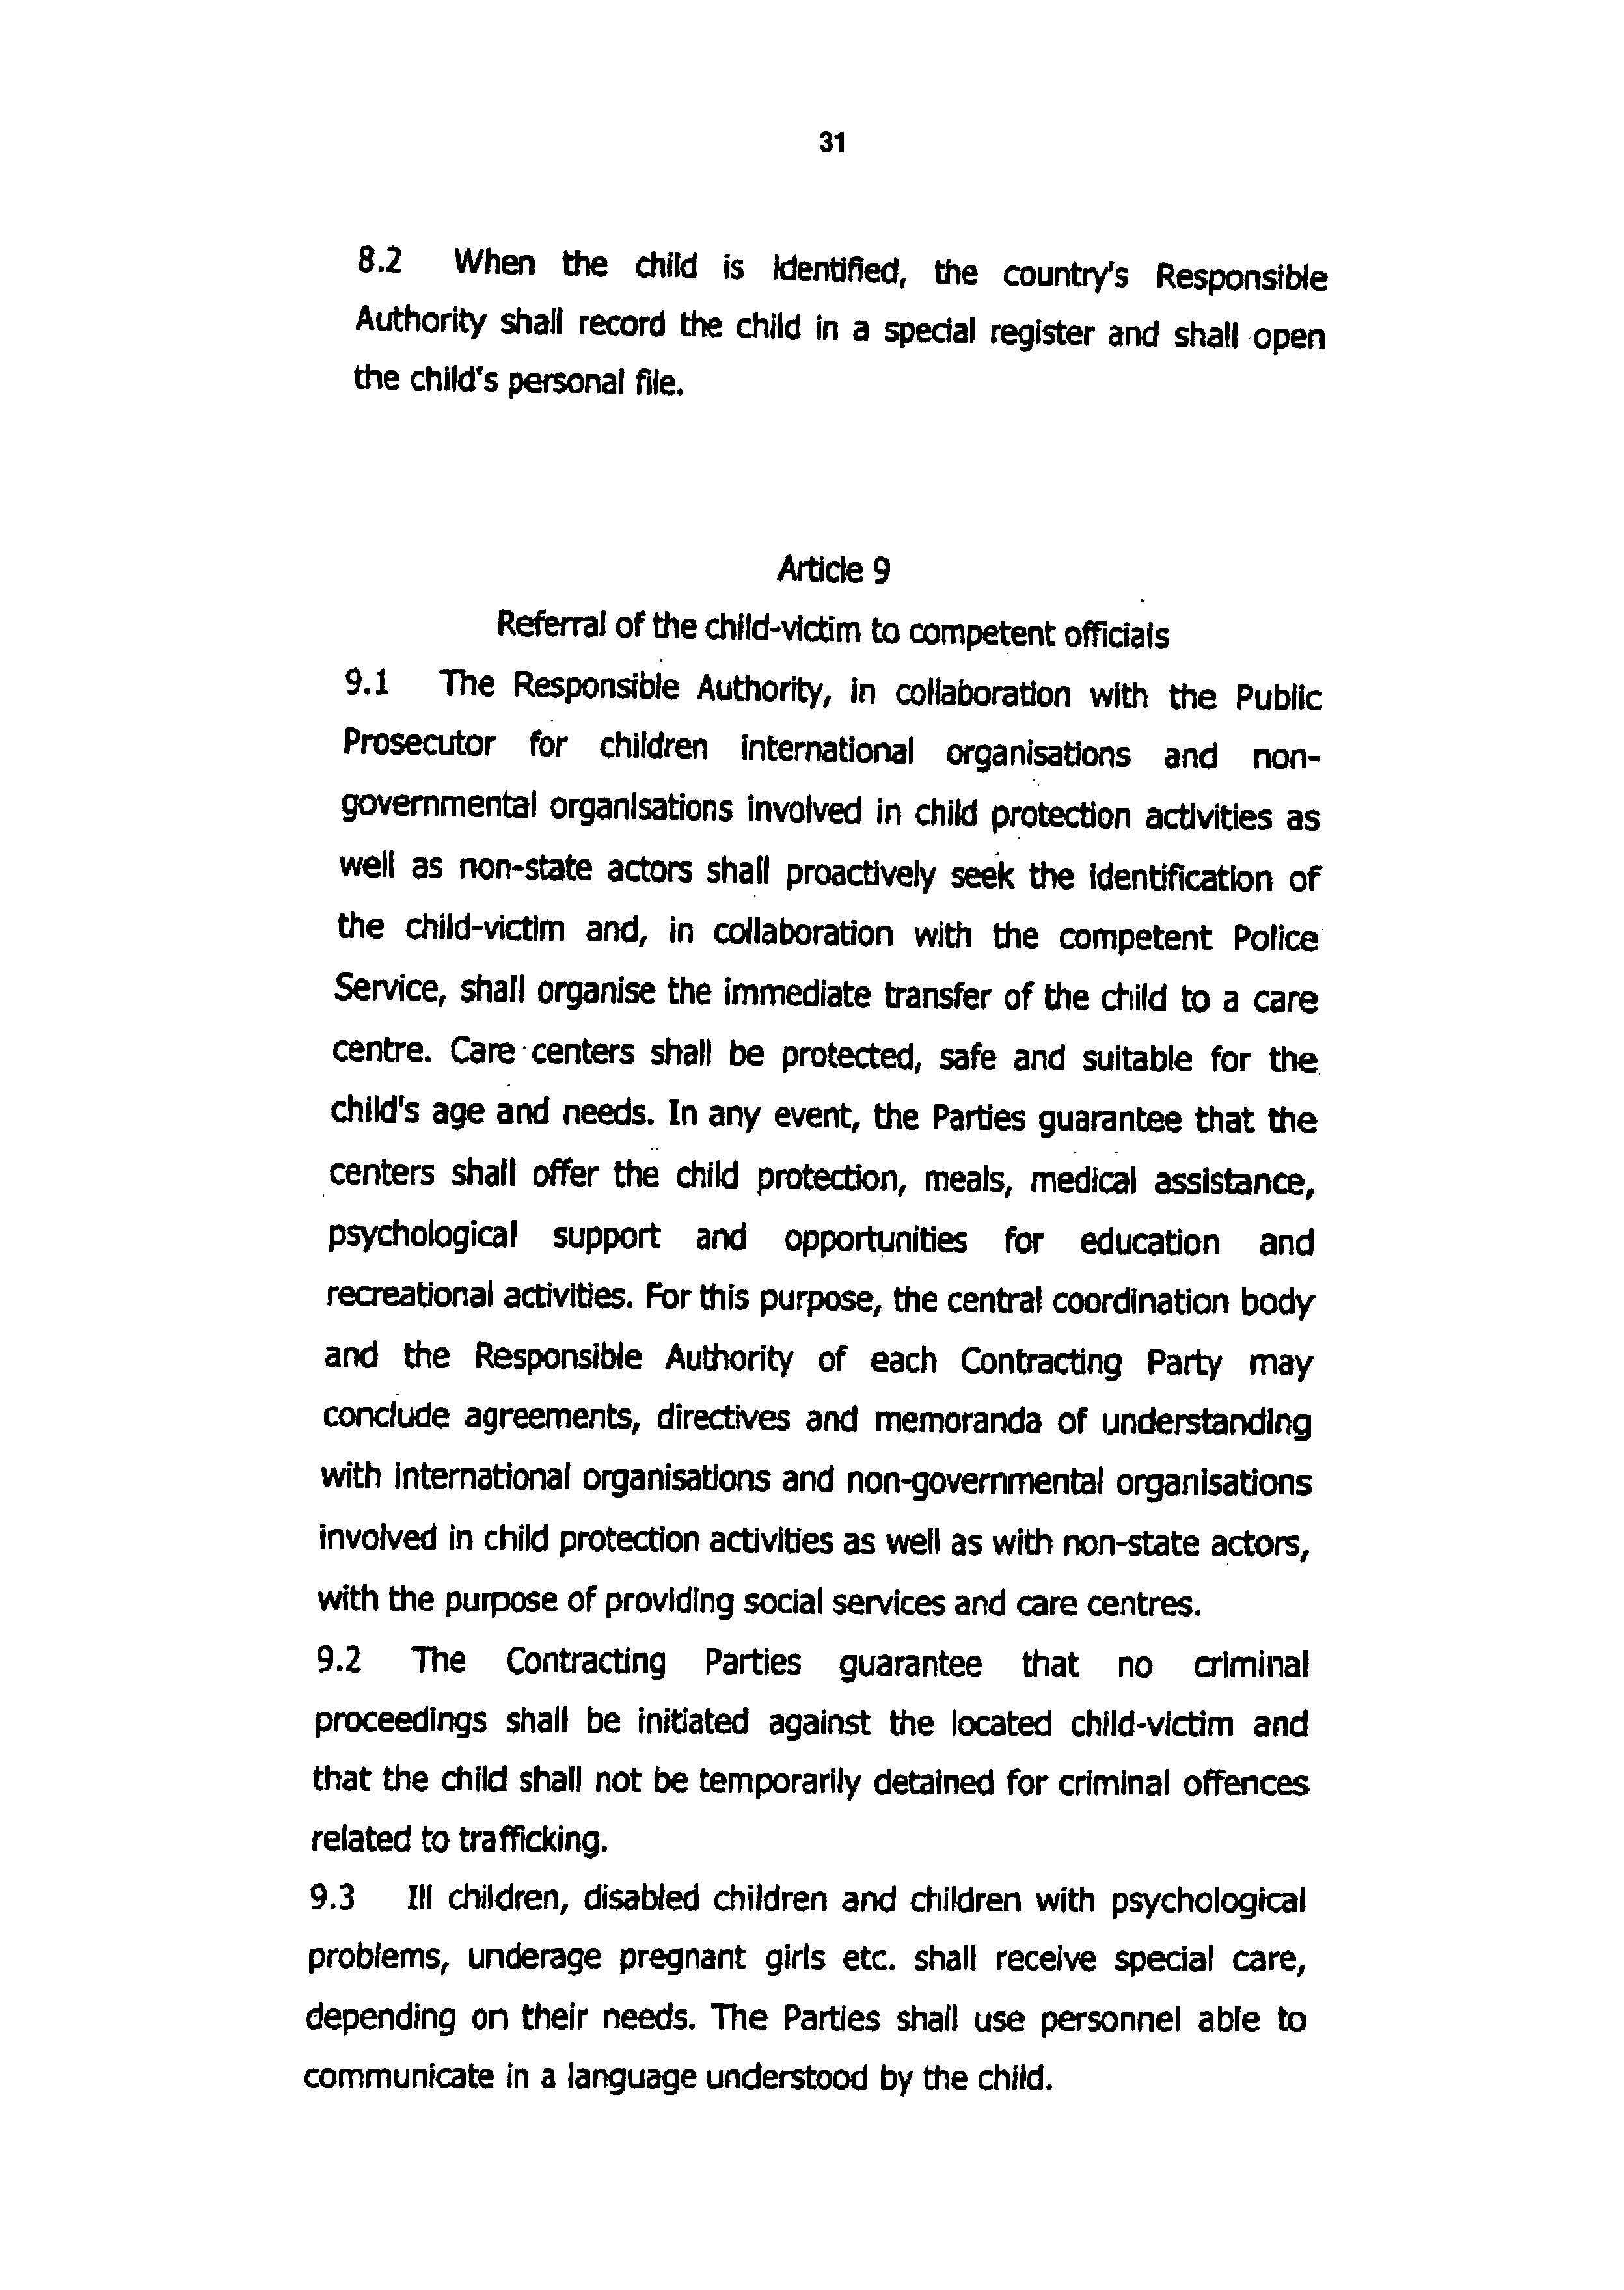 31
8.2 When the child is identified, the country's Responsible
Authority shall record the child in a special register and shall open
the child's personal file.
Article 9
Referral of the child-victim to competent officials
9.1 The Responsible Authority, in collaboration with the Public
Prosecutor for children international organisations and non-
governmental organisations involved in child protection activities as
well as non-state actors shall proactively seek the identification of
the child-victim and, in collaboration with the competent Police
Service, shall organise the immediate transfer of the child to a care
centre. Care centers shall be protected, safe and suitable for the
child's age and needs. In any event, the Parties guarantee that the
centers shall offer the child protection, meals, medical assistance,
psychological support and opportunities for education and
recreational activities. For this purpose, the central coordination body
and the Responsible Authority of each Contracting Party may
conclude agreements, directives and memoranda of understanding
with international organisations and non-governmental organisations
involved in child protection activities as well as with non-state actors,
with the purpose of providing social services and care centres.
9.2 The Contracting Parties guarantee that no criminal
proceedings shall be initiated against the located child-victim and
that the child shall not be temporarily detained for criminal offences
related to trafficking.
9.3 Ill children, disabled children and children with psychological
problems, underage pregnant girls etc. shall receive special care,
depending on their needs. The Parties shall use personnel able to
communicate in a language understood by the child.